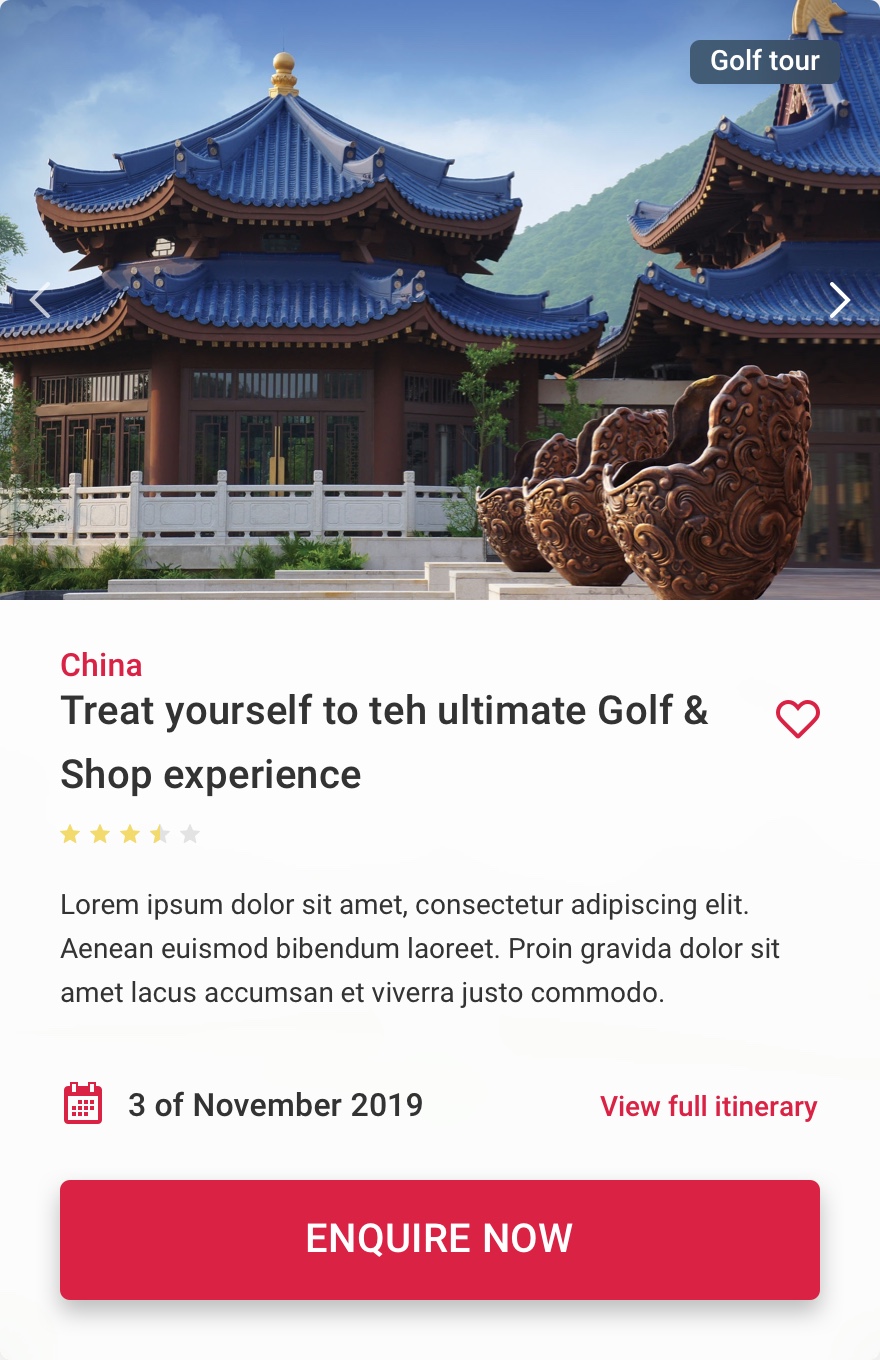 Golf tour
China
Treat yourself to teh ultimate Golf &
Shop experience
Lorem ipsum dolor sit amet, consectetur adipiscing elit.
Aenean euismod bibendum laoreet. Proin gravida dolor sit
amet lacus accumsan et viverra justo commodo.
3 of November 2019
View full itinerary
ENQUIRE NOW